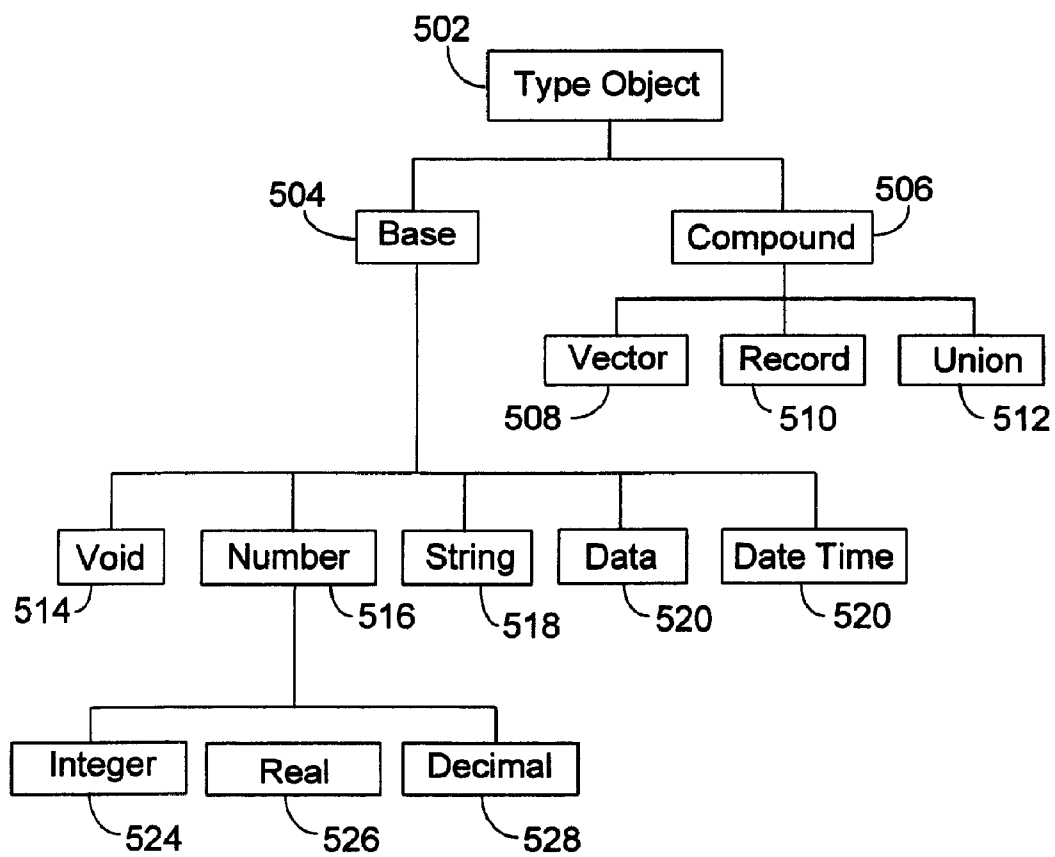 502
Type Object
504
506
Base
Compound
Vector
Record
Union
508
510
512
Void
Number
String
Data
Date Time
514
516
518
520
520
Integer
Real
Decimal
524
526
528